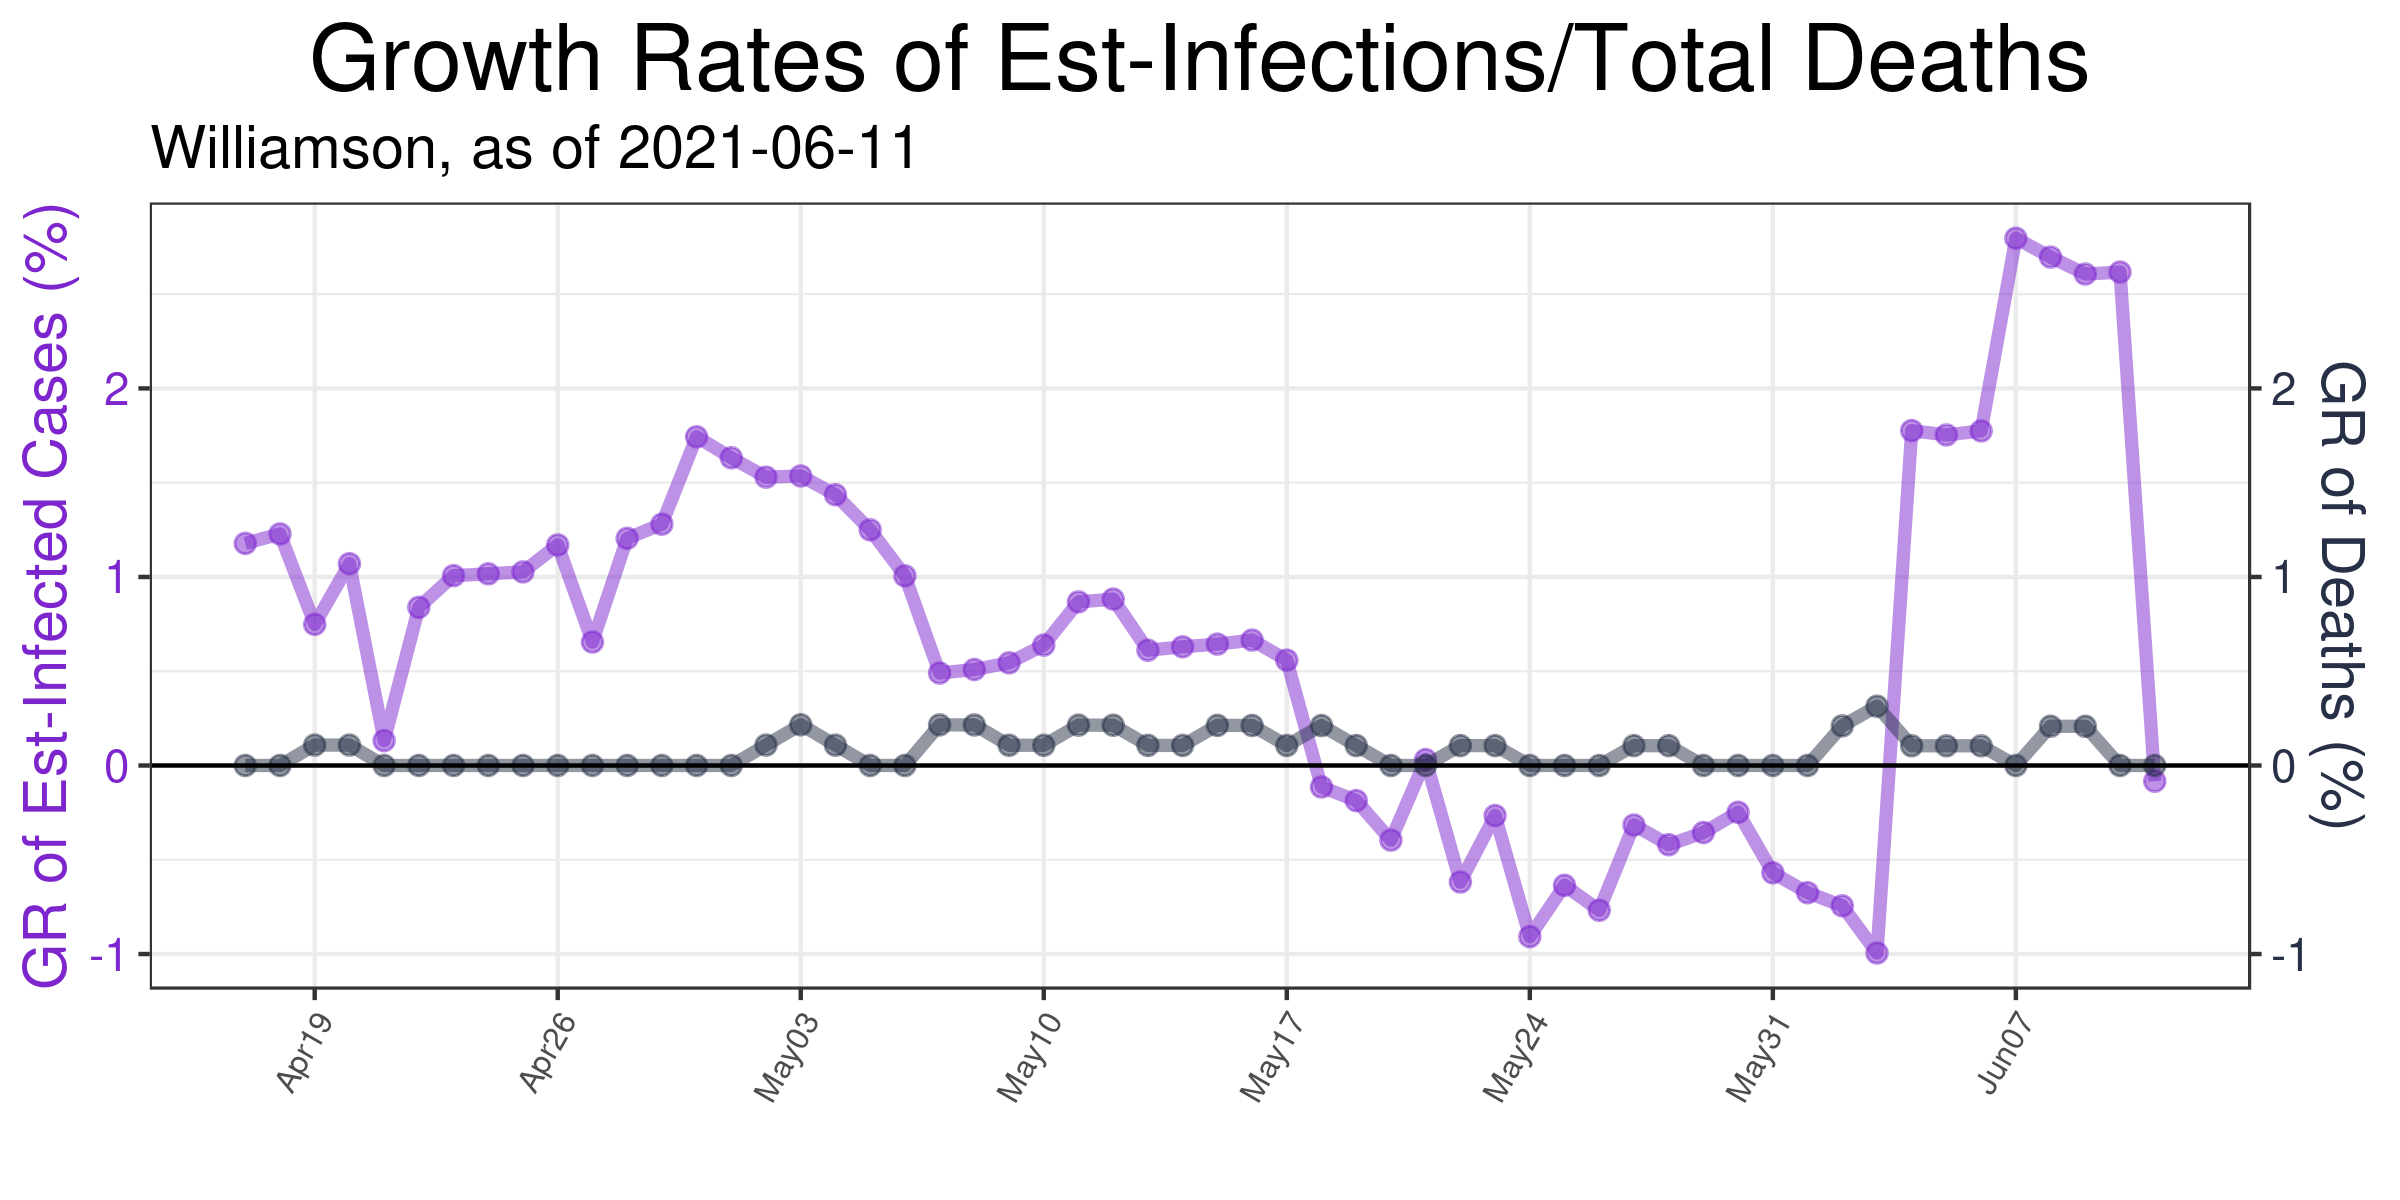 Growth Rates of Est-Infections/Total Deaths
Williamson, as of 2021-06-11
GR of Est-Infected Cases (%)
2
1
0
-1
2
1
0
-1
GR of Deaths (%)
Apr19
Apr26
May03
May10
May17
May24
May31
Jun07